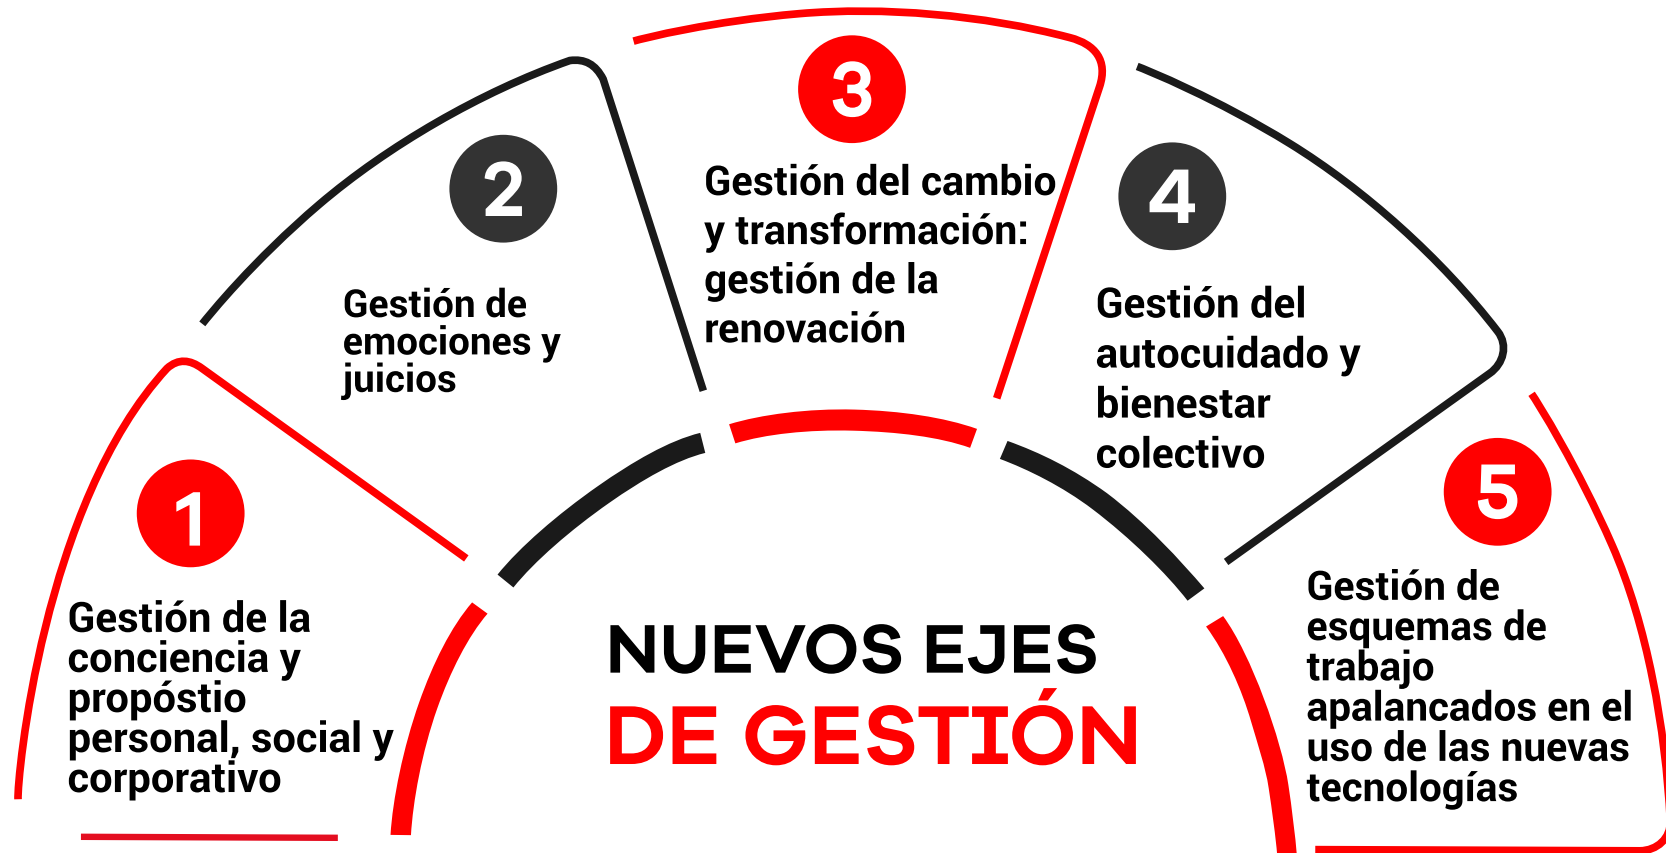 1
Gestión de la
conciencia y
propóstio
personal, social y
corporativo
2
Gestión de
emociones y
juicios
3
Gestión del cambio
y transformación:
gestión de la
renovación
4
Gestión del
autocuidado y
bienestar
colectivo
5
Gestión de
esquemas de
trabajo
apalancados en el
uso de las nuevas
tecnologías
NUEVOS EJES
DE GESTIÓN